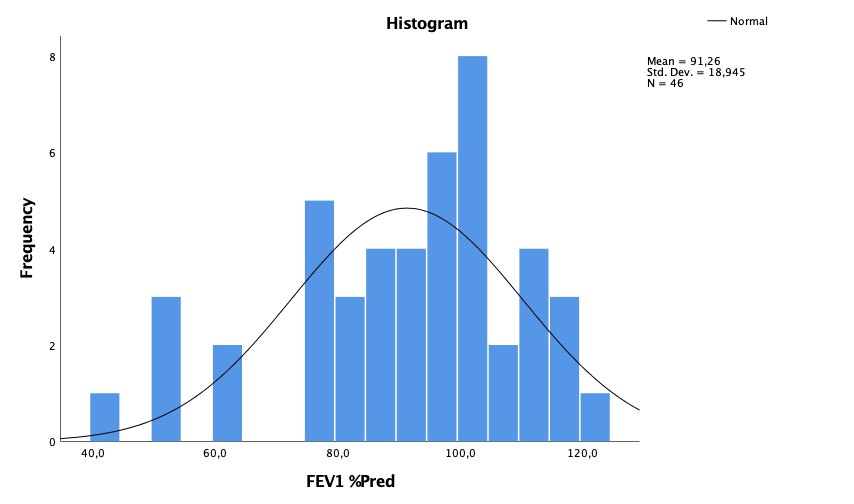 Histogram
Normal
Mean = 91,26
Std. Dev. = 18,945
N = 46
8
6
4
2
0
Frequency
40,0 60,0 80,0 100,0 120,0
FEV1 %Pred